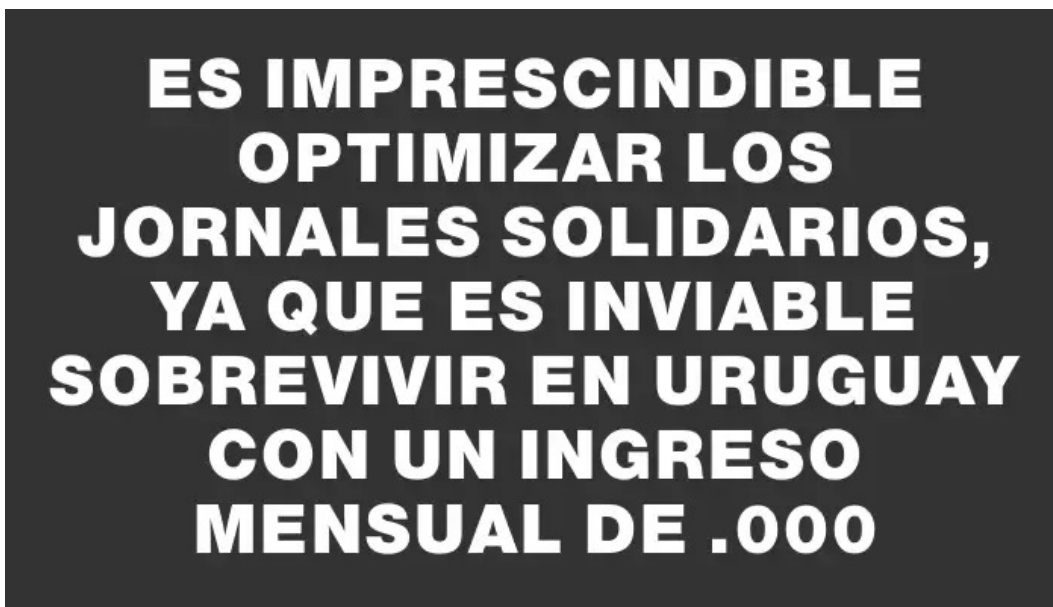 ES IMPRESCINDIBLE
OPTIMIZAR LOS
JORNALES SOLIDARIOS,
YA QUE ES INVIABLE
SOBREVIVIR EN URUGUAY
CON UN INGRESO
MENSUAL DE .000